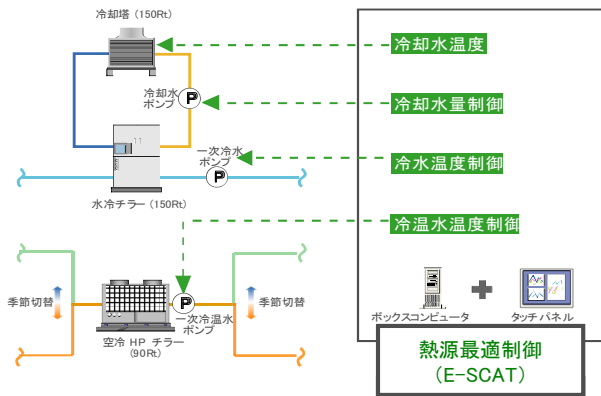 冷却塔 (150Rt)
冷却水温度
冷却水
ポンプ
P
冷却水量制御
一次冷水
ポンプ
P
冷水温度制御
水冷チラー (150Rt)
冷温水温度制御
季節切替
P
季節切替
一次冷温水
ポンプ
空冷 HP チラー
(90Rt)
ボックスコンピュータ
タッチパネル
熱源最適制御
(E-SCAT)